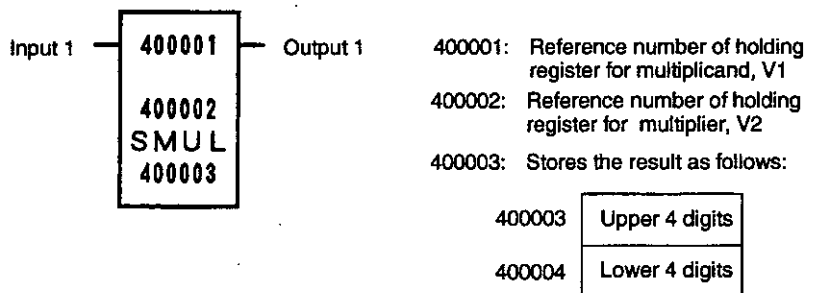 Input 1
400001
Output 1
400002
SMUL
400003
400001: Reference number of holding
register for multiplicand, V1
400002: Reference number of holding
register for multiplier, V2
400003: Stores the result as follows:
400003 Upper 4 digits
400004 Lower 4 digits